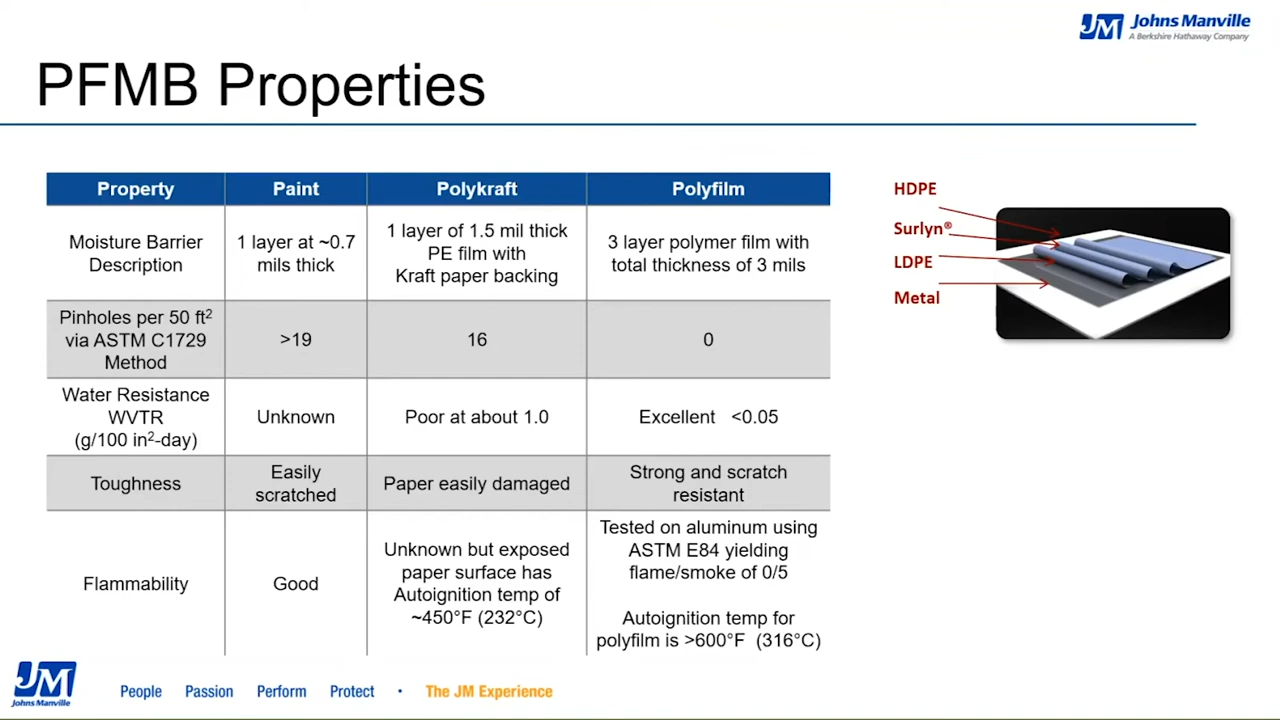 JM Johns Manville
A Berkshire Hathaway Company
PFMB Properties
Property Paint Polykraft Polyfilm
Moisture Barrier
Description
1 layer at ~0.7
mils thick
1 layer of 1.5 mil thick
PE film with
Kraft paper backing
3 layer polymer film with
total thickness of 3 mils
Pinholes per 50 ft²
via ASTM C1729
Method
>19
16
0
Water Resistance
WVTR
(g/100 in²-day)
Unknown
Poor at about 1.0
Excellent <0.05
Toughness
Easily
scratched
Paper easily damaged
Strong and scratch
resistant
Flammability
Good
Unknown but exposed
paper surface has
Autoignition temp of
~450°F (232°C)
Tested on aluminum using
ASTM E84 yielding
flame/smoke of 0/5
Autoignition temp for
polyfilm is >600°F (316°C)
HDPE
Surlyn®
LDPE
Metal
JM
Johns Manville
People Passion Perform Protect • The JM Experience